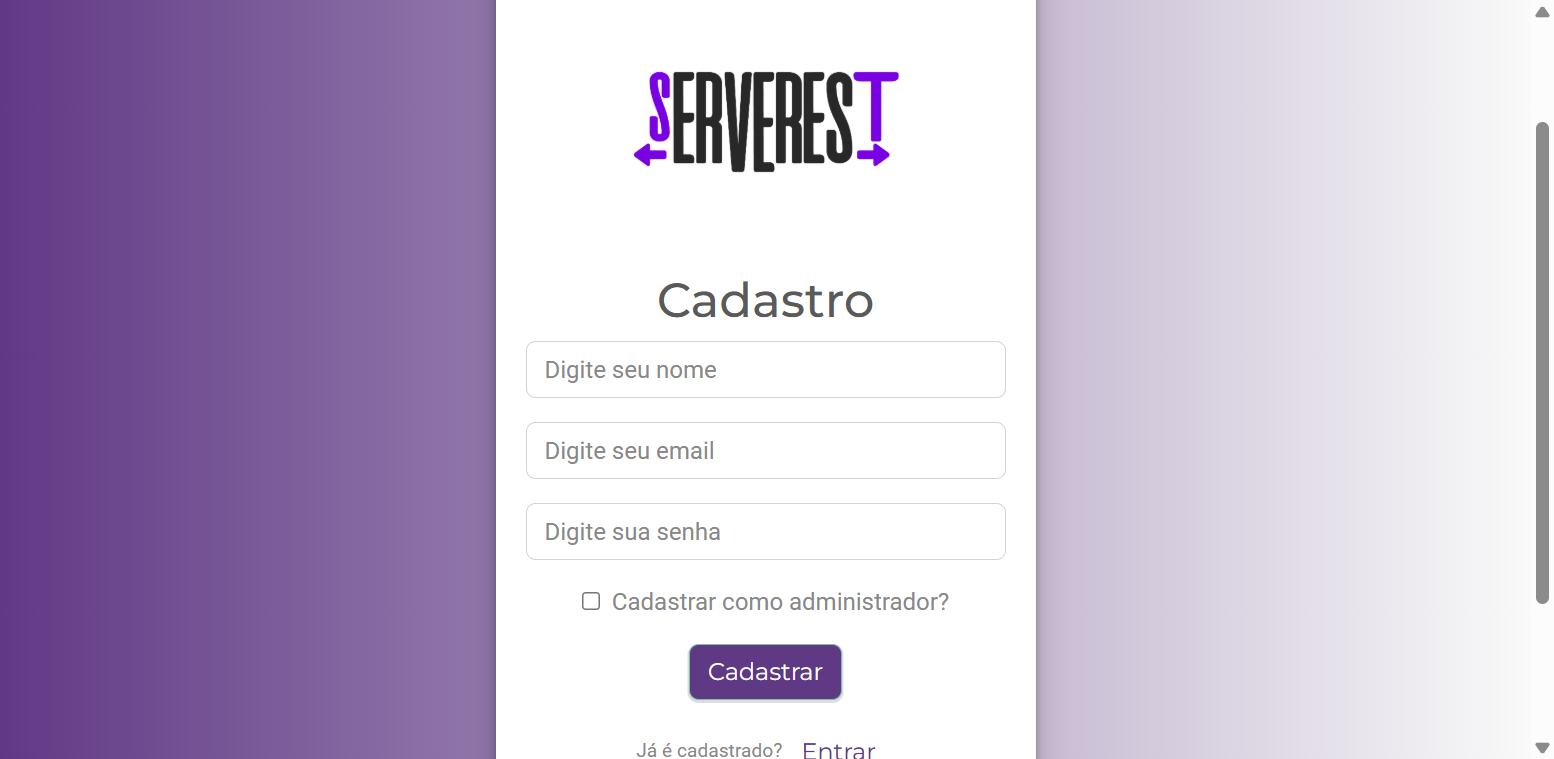 SERVEREST
Cadastro
Digite seu nome
Digite seu email
Digite sua senha
Cadastrar como administrador?
Cadastrar
Já é cadastrado? Entrar